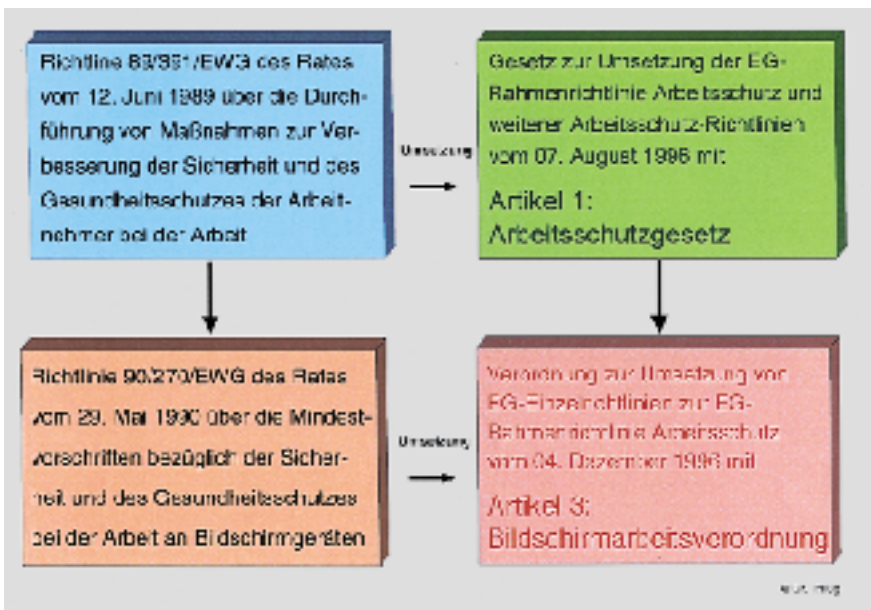 Richtlinie 89/391/EWG des Rates
vom 12. Juni 1989 über die Durch-
führung von Maßnahmen zur Ver-
besserung der Sicherheit und des
Gesundheitsschutzes der Arbeit-
nehmer bei der Arbeit
Umsetzung
Gesetz zur Umsetzung der EG-
Rahmenrichtlinie Arbeitsschutz und
weiterer Arbeitsschutz-Richtlinien
vom 07. August 1996 mit
Artikel 1:
Arbeitsschutzgesetz
Richtlinie 90/270/EWG des Rates
vom 29. Mai 1990 über die Mindest-
vorschriften bezüglich der Sicher-
heit und des Gesundheitsschutzes
bei der Arbeit an Bildschirmgeräten
Umsetzung
Verordnung zur Umsetzung von
EG-Einzelrichtlinien zur EG-
Rahmenrichtlinie Arbeitsschutz
vom 04. Dezember 1996 mit
Artikel 3:
Bildschirmarbeitsverordnung